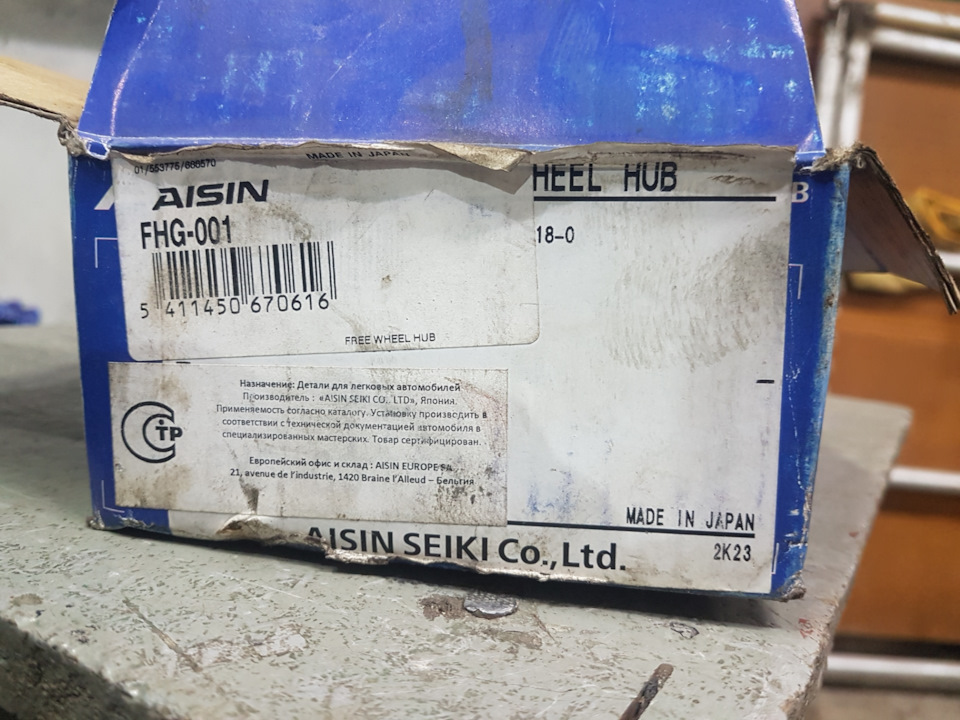 01/553775/666570
MADE IN JAPAN
AISIN
FHG-001
5 411450 670616
FREE WHEEL HUB
HEEL HUB
18-0
B
Назначение: Детали для легковых автомобилей
Производитель : «AISIN SEIKI CO., LTD», Япония.
Применяемость согласно каталогу. Установку производить в
соответствии с технической документацией автомобиля в
специализированных мастерских. Товар сертифицирован.
Европейский офис и склад : AISIN EUROPE SA
21, avenue de l'industrie, 1420 Braine l'Alleud – Бельгия
СТР
MADE IN JAPAN
2K23
AISIN SEIKI Co.,Ltd.